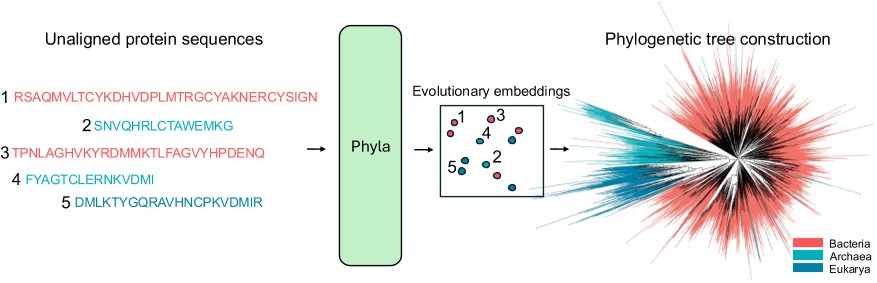 Unaligned protein sequences
1 RSAQMVLTCYKDHVDPLMTRGCYAKNERCYSIGN
2 SNVQHRLCTAWEMKG
3 TPNLAGHVKYRDMMKTLFAGVYHPDENQ
4 FYAGTCLERNKVDMI
5 DMLKTYGQRAVHNCPKVDMIR
Phyla
Evolutionary embeddings
1
3
4
5
2
Phylogenetic tree construction
Bacteria
Archaea
Eukarya